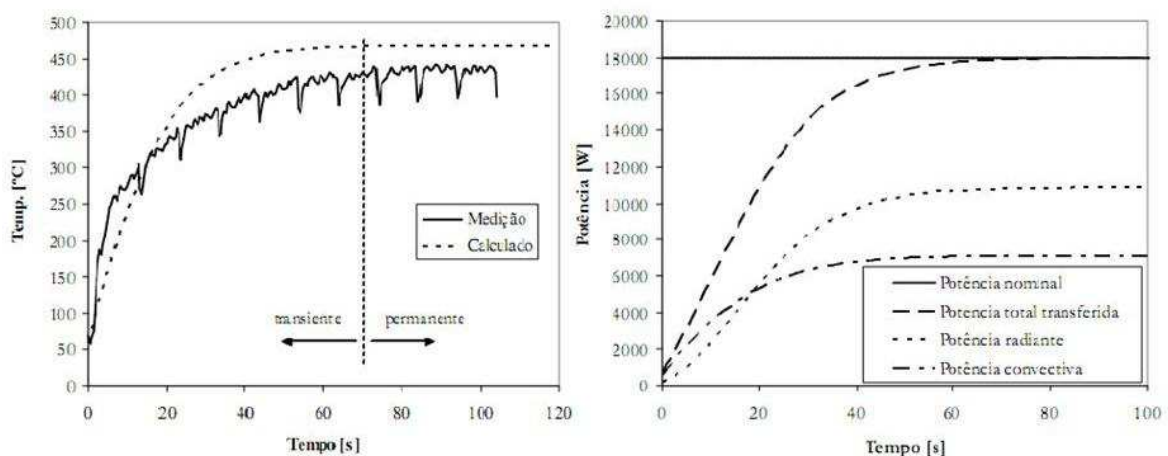 500
450
400
350
300
250
200
150
100
50
0
Temp. [°C]
Medição
Calculado
transiente
permanente
0
20
40
60
80
100
120
Tempo [s]
20000
18000
16000
14000
12000
10000
8000
6000
4000
2000
0
Potência [W]
Potência nominal
Potencia total transferida
Potência radiante
Potência convectiva
0
20
40
60
80
100
Tempo [s]